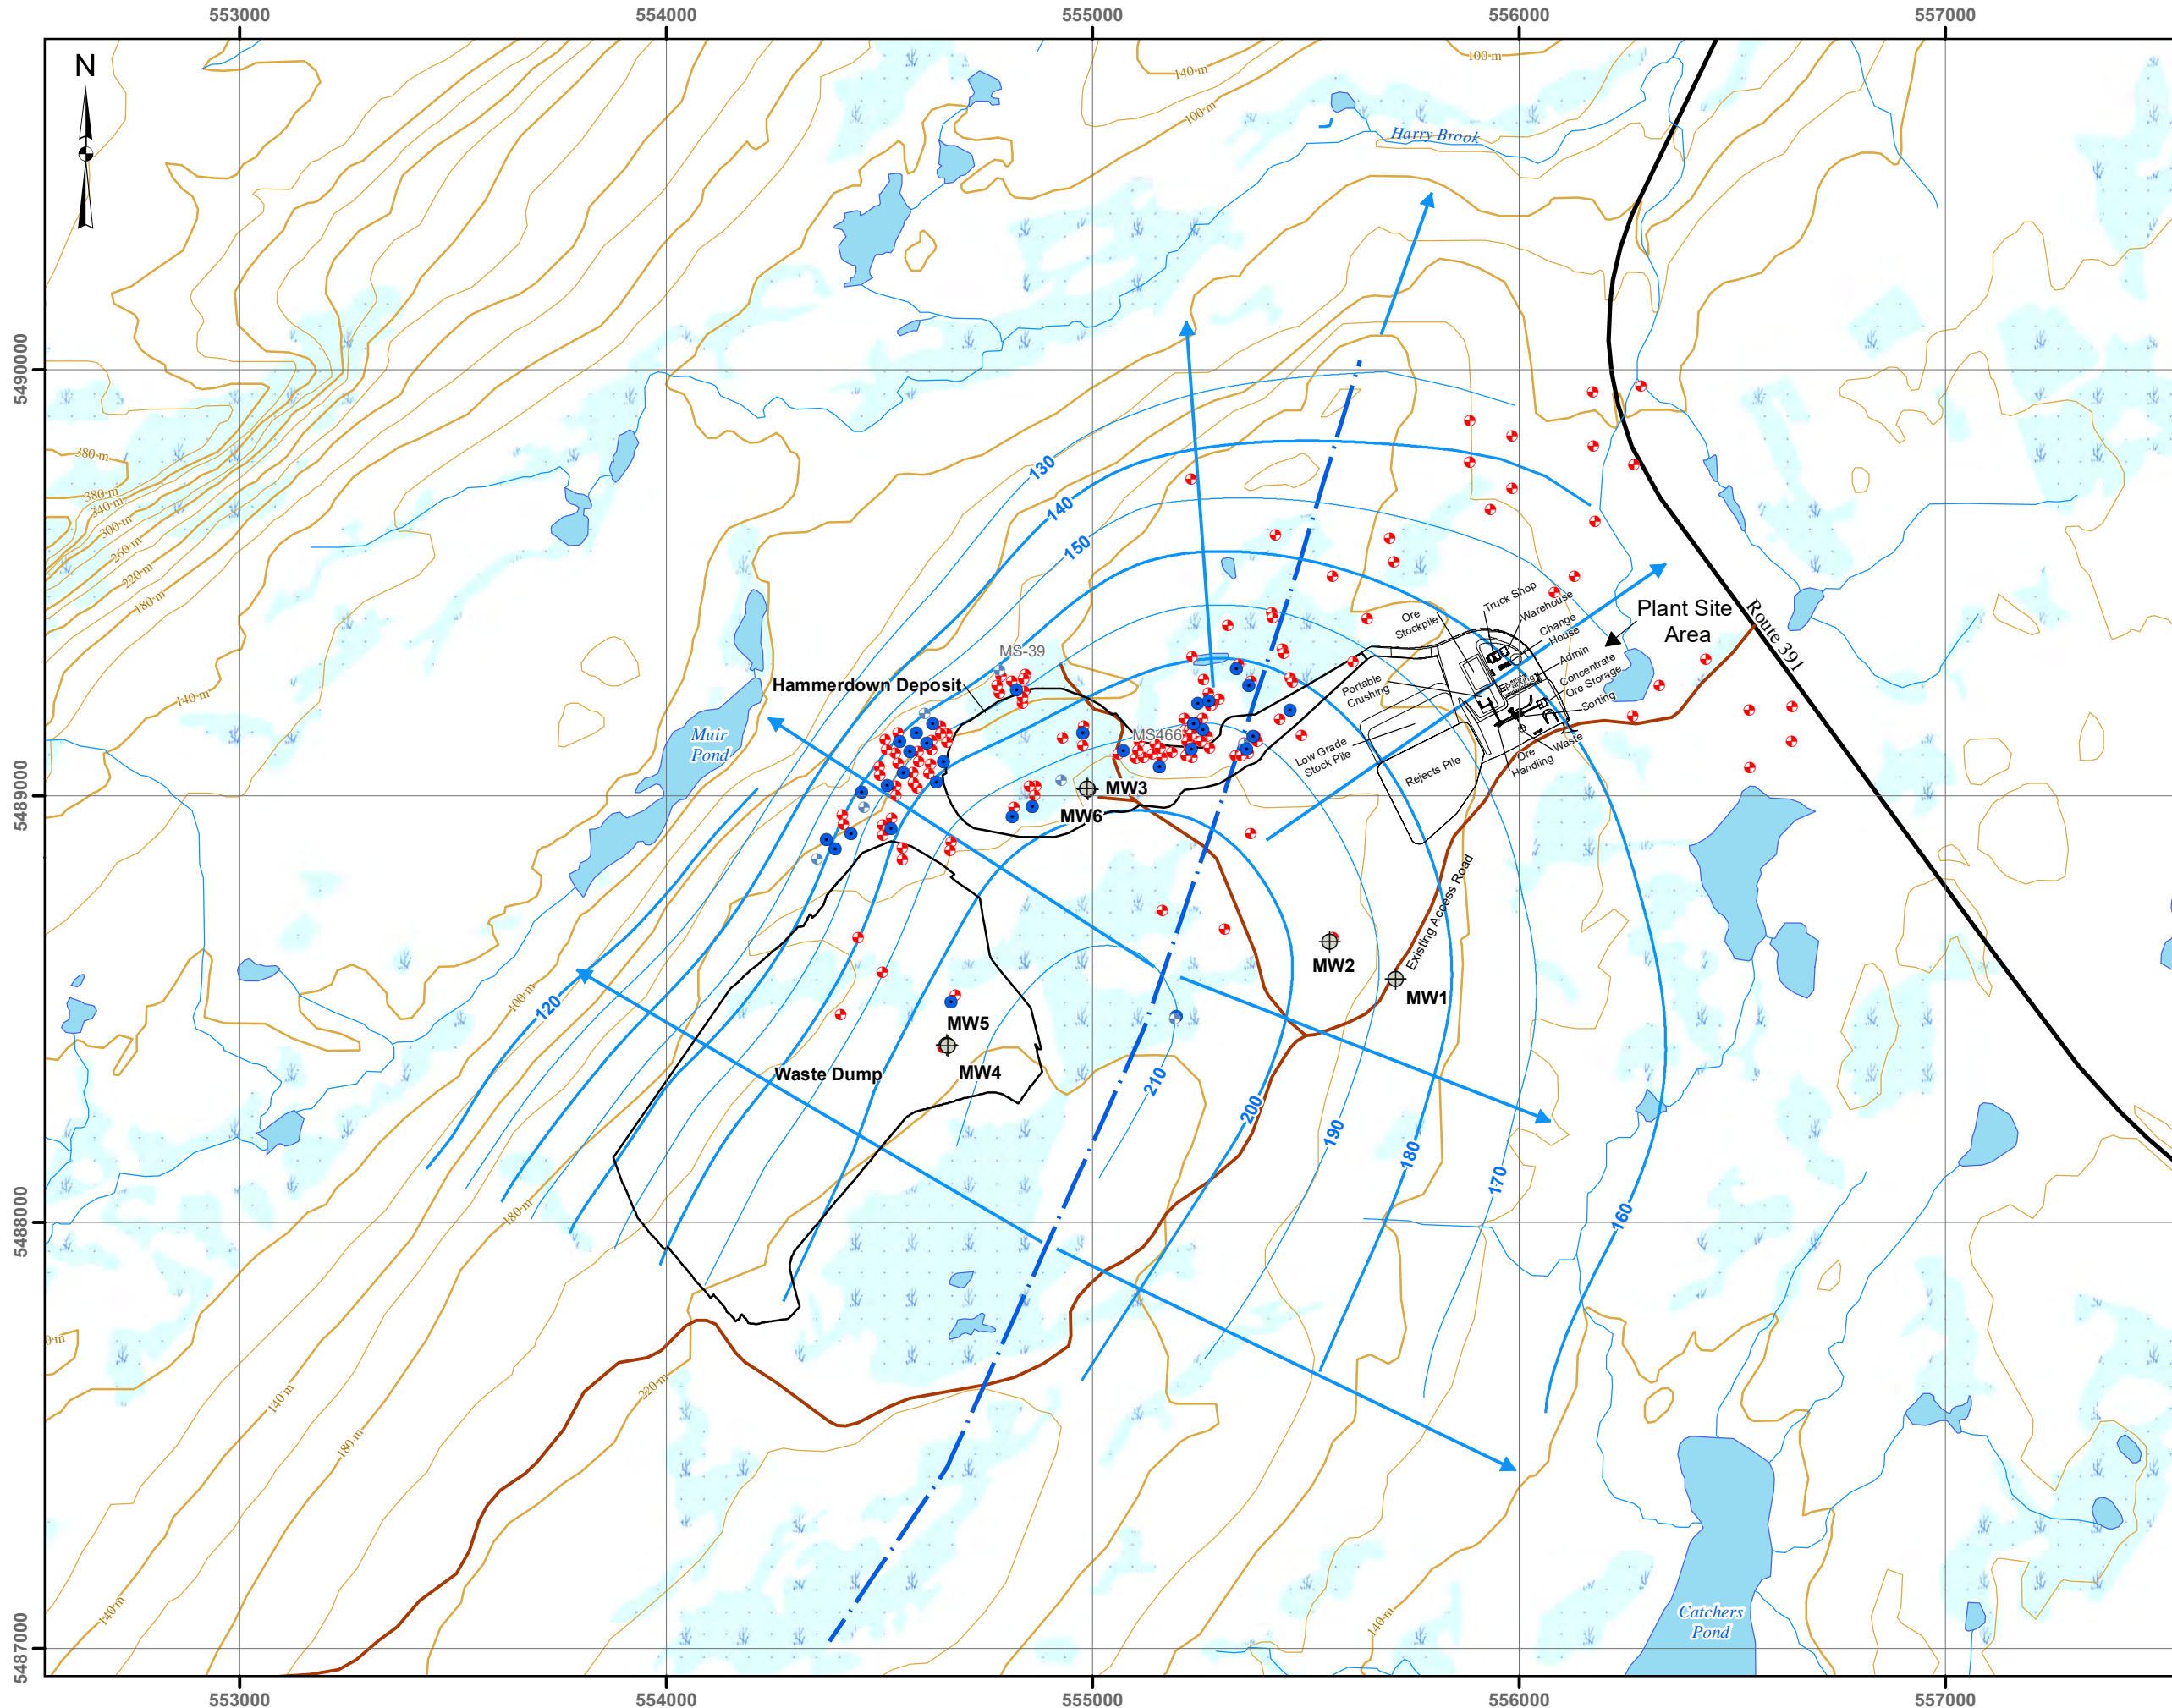 553000
554000
555000
556000
557000
N
140 m
100 m
100 m
Harry Brook
5490000
380 m
380 m
340 m
300 m
260 m
220 m
180 m
140 m
130
140
150
Truck Shop
Warehouse
Change
House
Ore
Stockpile
Plant Site
Area
Route 391
Admin
Concentrate
Ore Storage
Sorting
Parking
Portable
Crushing
Low Grade
Stock Pile
Rejects Pile
Ore
Handling
Waste
MS-39
Hammerdown Deposit
MS466
Muir
Pond
5489000
MW3
MW6
MW2
MW1
Existing Access Road
100 m
120
MW5
MW4
Waste Dump
210
200
190
180
170
160
180 m
5488000
0 m
220 m
140 m
180 m
140 m
140 m
Catchers
Pond
5487000
553000
554000
555000
556000
557000